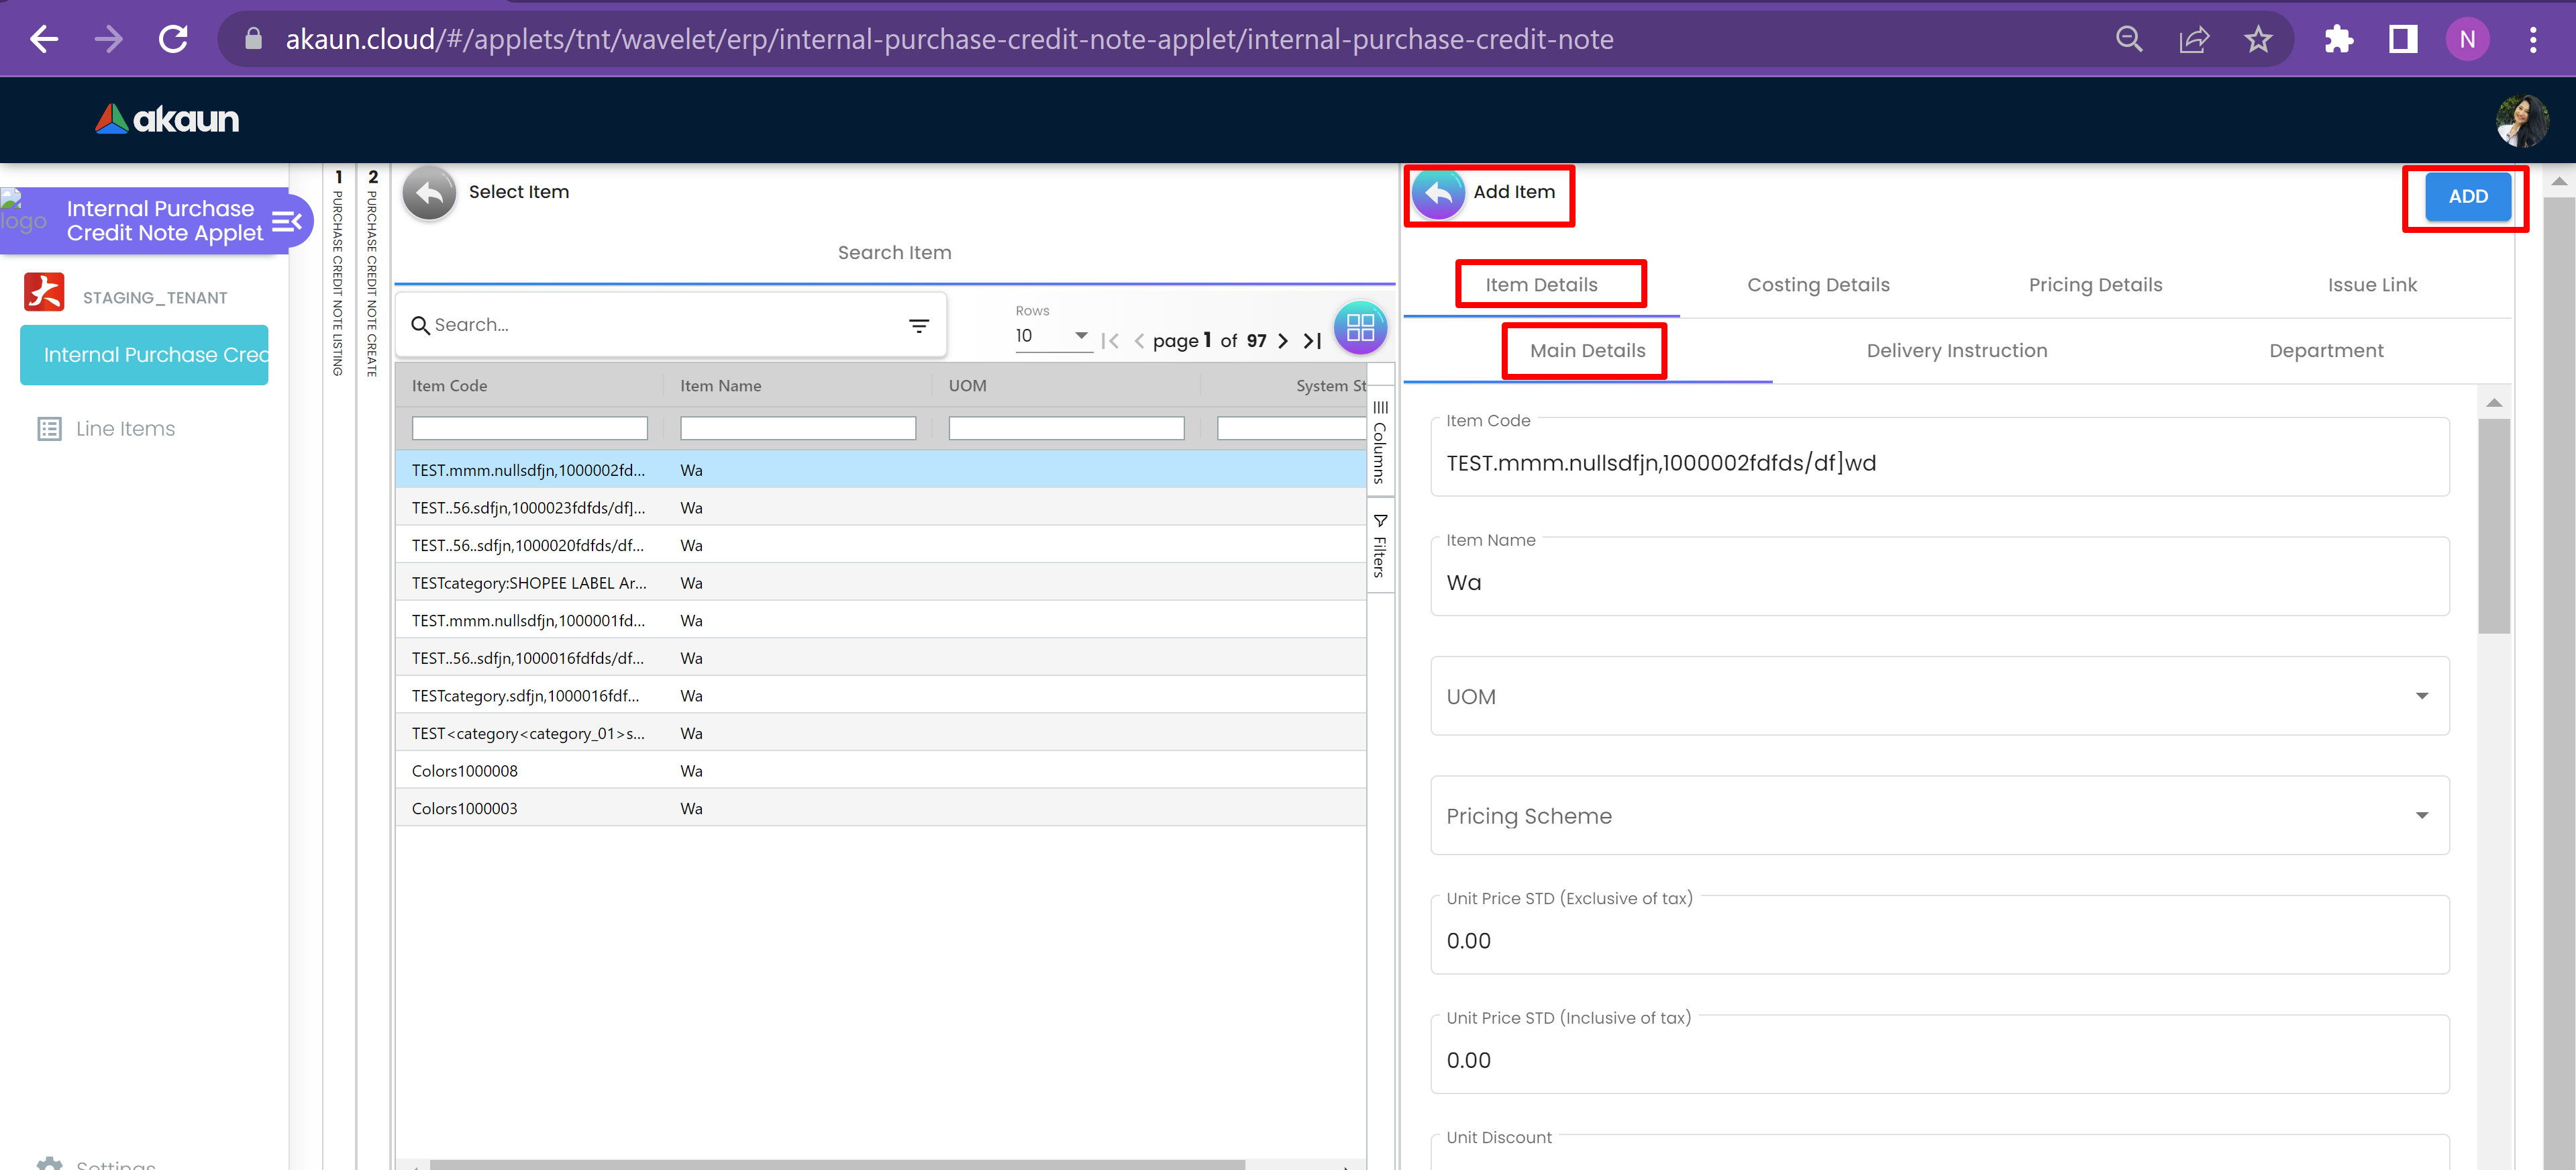 akaun.cloud/#/applets/tnt/wavelet/erp/internal-purchase-credit-note-applet/internal-purchase-credit-note
N
akaun
logo
Internal Purchase
Credit Note Applet
STAGING_TENANT
Internal Purchase Crec
Line Items
Settings
1 PURCHASE CREDIT NOTE LISTING
2 PURCHASE CREDIT NOTE CREATE
Select Item
Search Item
Search...
Rows
10
page 1 of 97
Item Code Item Name UOM System St
TEST.mmm.nullsdfjn,1000002fd... Wa
TEST..56.sdfjn,1000023fdfds/df]... Wa
TEST..56..sdfjn,1000020fdfds/df... Wa
TESTcategory:SHOPEE LABEL Ar... Wa
TEST.mmm.nullsdfjn,1000001fd... Wa
TEST..56..sdfjn,1000016fdfds/df... Wa
TESTcategory.sdfjn,1000016fdf... Wa
TEST<category<category_01>s... Wa
Colors1000008 Wa
Colors1000003 Wa
Columns
Filters
Add Item
ADD
Item Details Costing Details Pricing Details Issue Link
Main Details Delivery Instruction Department
Item Code
TEST.mmm.nullsdfjn,1000002fdfds/df]wd
Item Name
Wa
UOM
Pricing Scheme
Unit Price STD (Exclusive of tax)
0.00
Unit Price STD (Inclusive of tax)
0.00
Unit Discount